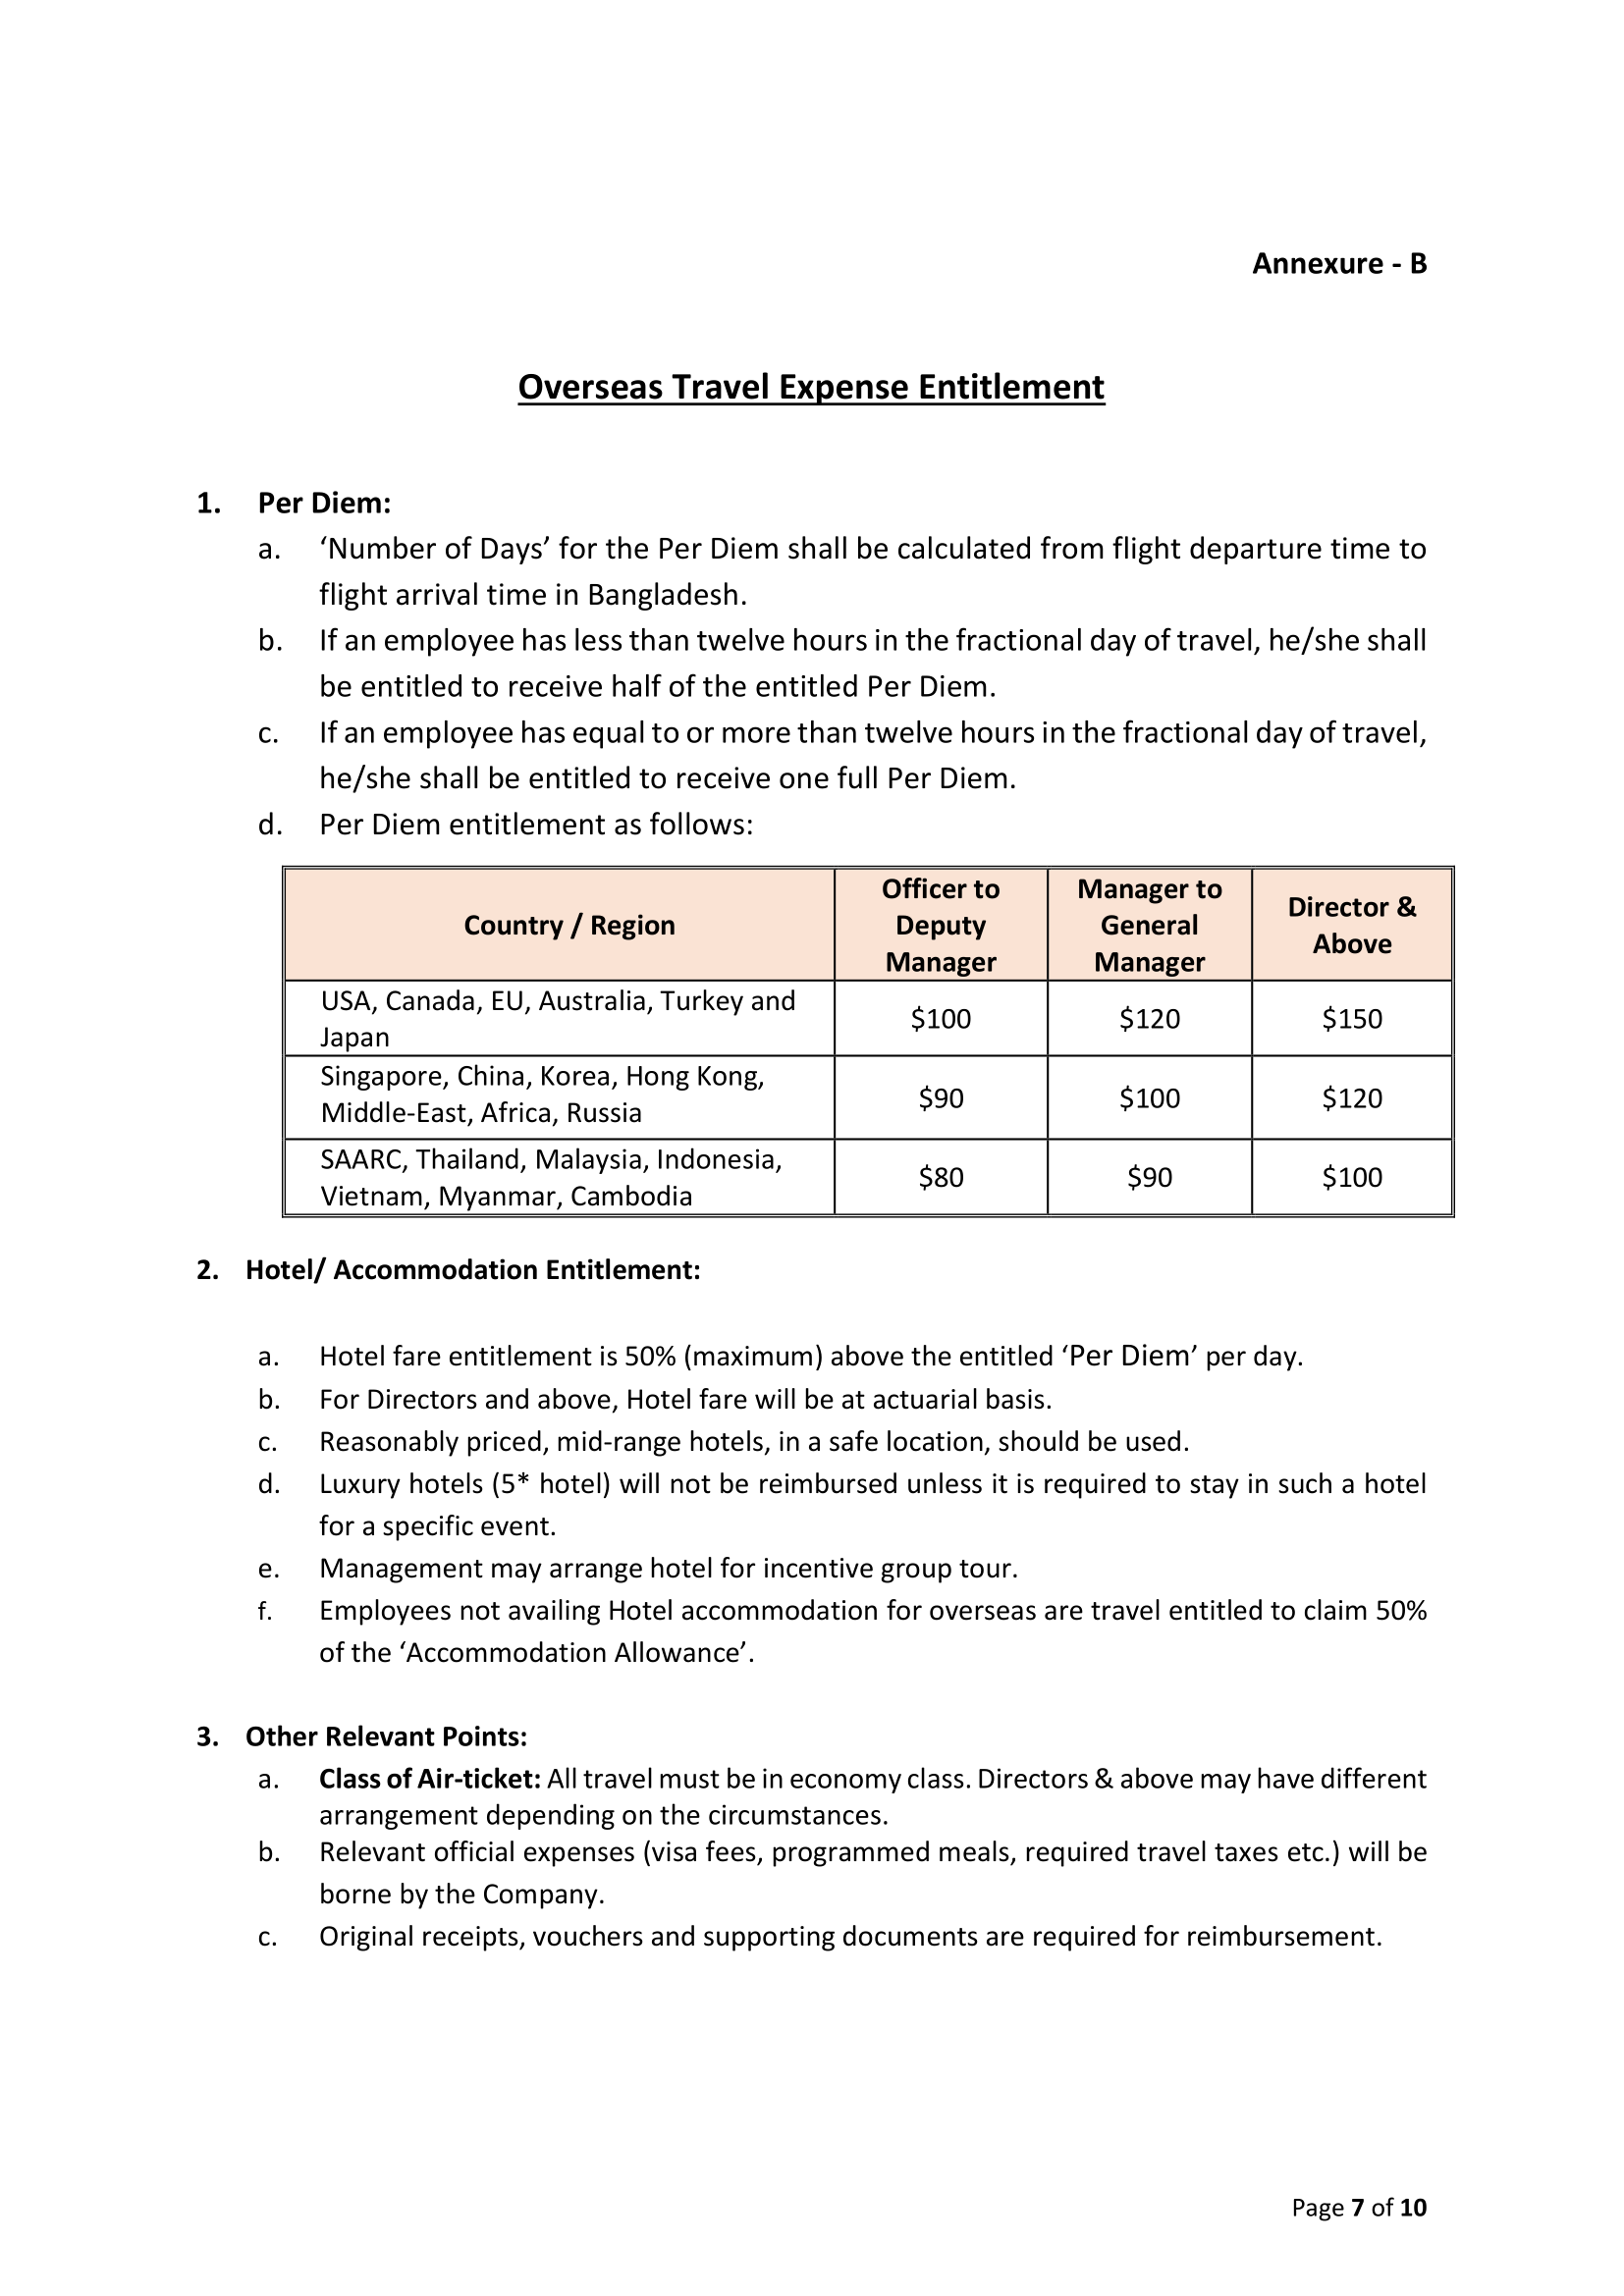 Annexure - B
Overseas Travel Expense Entitlement
1. Per Diem:
a. ‘Number of Days’ for the Per Diem shall be calculated from flight departure time to
flight arrival time in Bangladesh.
b. If an employee has less than twelve hours in the fractional day of travel, he/she shall
be entitled to receive half of the entitled Per Diem.
c. If an employee has equal to or more than twelve hours in the fractional day of travel,
he/she shall be entitled to receive one full Per Diem.
d. Per Diem entitlement as follows:
Country / Region
Officer to
Deputy
Manager
Manager to
General
Manager
Director &
Above
USA, Canada, EU, Australia, Turkey and
Japan
$100
$120
$150
Singapore, China, Korea, Hong Kong,
Middle-East, Africa, Russia
$90
$100
$120
SAARC, Thailand, Malaysia, Indonesia,
Vietnam, Myanmar, Cambodia
$80
$90
$100
2. Hotel/ Accommodation Entitlement:
a. Hotel fare entitlement is 50% (maximum) above the entitled ‘Per Diem’ per day.
b. For Directors and above, Hotel fare will be at actuarial basis.
c. Reasonably priced, mid-range hotels, in a safe location, should be used.
d. Luxury hotels (5* hotel) will not be reimbursed unless it is required to stay in such a hotel
for a specific event.
e. Management may arrange hotel for incentive group tour.
f. Employees not availing Hotel accommodation for overseas are travel entitled to claim 50%
of the ‘Accommodation Allowance’.
3. Other Relevant Points:
a. Class of Air-ticket: All travel must be in economy class. Directors & above may have different
arrangement depending on the circumstances.
b. Relevant official expenses (visa fees, programmed meals, required travel taxes etc.) will be
borne by the Company.
c. Original receipts, vouchers and supporting documents are required for reimbursement.
Page 7 of 10